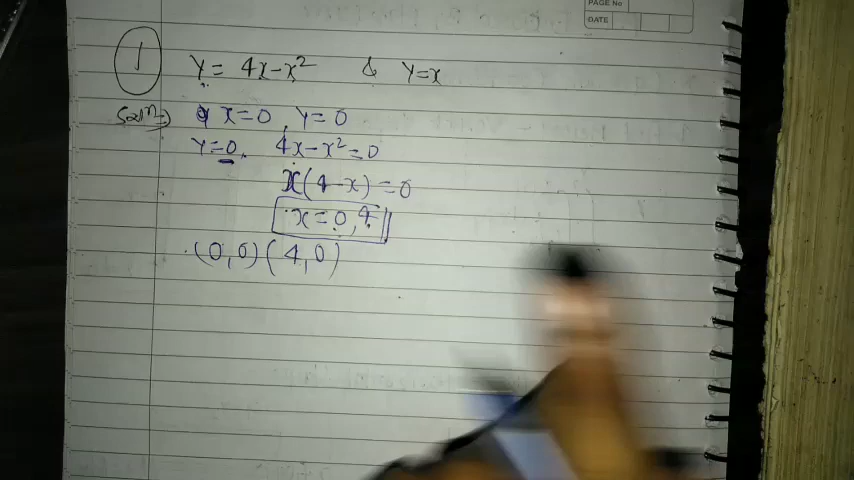 PAGE No
DATE
1 y = 4x - x² & y = x
Solⁿ:) x = 0, y = 0
y = 0, 4x - x² = 0
x(4 - x) = 0
x = 0, 4
(0,0) (4,0)